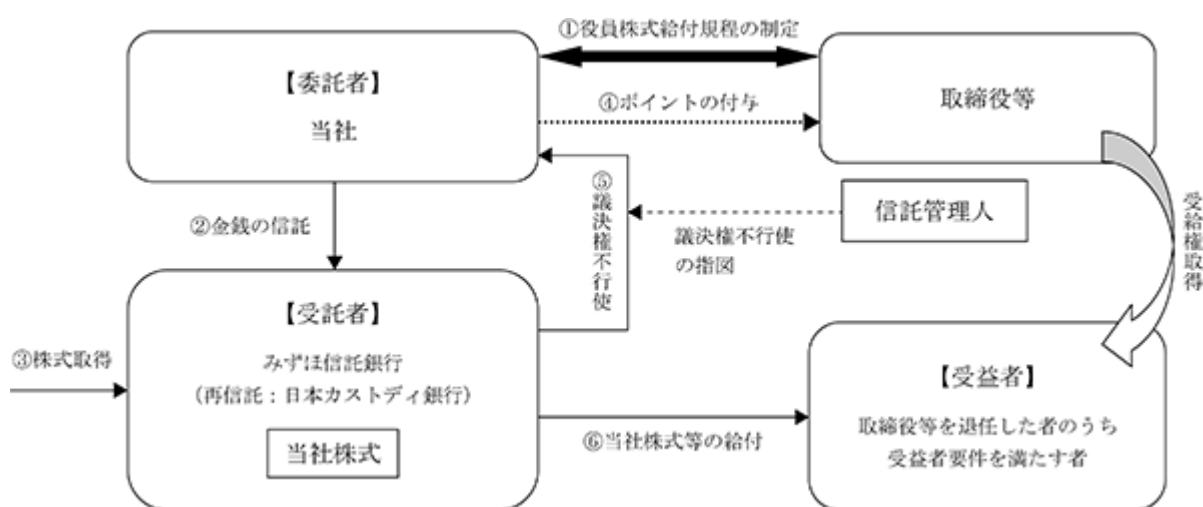 ①役員株式給付規程の制定
【委託者】
当社
④ポイントの付与
取締役等
②金銭の信託
⑤議決権不行使
議決権不行使
の指図
信託管理人
受給権取得
③株式取得
【受託者】
みずほ信託銀行
（再信託：日本カストディ銀行）
当社株式
⑥当社株式等の給付
【受益者】
取締役等を退任した者のうち
受益者要件を満たす者